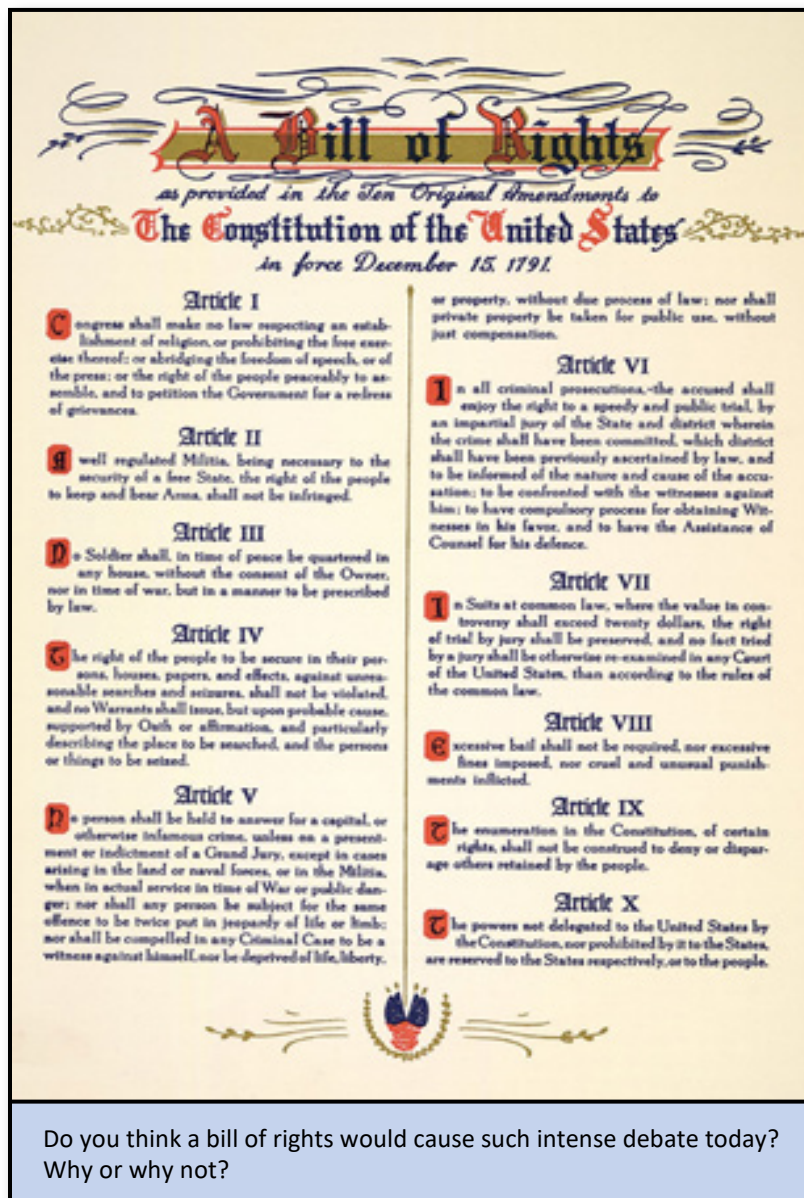 A Bill of Rights
as provided in the Ten Original Amendments to
The Constitution of the United States
in force December 15, 1791.
Article I
Congress shall make no law respecting an estab-
lishment of religion, or prohibiting the free exer-
cise thereof; or abridging the freedom of speech, or of
the press; or the right of the people peaceably to as-
semble, and to petition the Government for a redress
of grievances.
Article II
A well regulated Militia, being necessary to the
security of a free State, the right of the people
to keep and bear Arms, shall not be infringed.
Article III
No Soldier shall, in time of peace be quartered in
any house, without the consent of the Owner,
nor in time of war, but in a manner to be prescribed
by law.
Article IV
The right of the people to be secure in their per-
sons, houses, papers, and effects, against unrea-
sonable searches and seizures, shall not be violated,
and no Warrants shall issue, but upon probable cause,
supported by Oath or affirmation, and particularly
describing the place to be searched, and the persons
or things to be seized.
Article V
No person shall be held to answer for a capital, or
otherwise infamous crime, unless on a present-
ment or indictment of a Grand Jury, except in cases
arising in the land or naval forces, or in the Militia,
when in actual service in time of War or public dan-
ger; nor shall any person be subject for the same
offence to be twice put in jeopardy of life or limb;
nor shall be compelled in any Criminal Case to be a
witness against himself, nor be deprived of life, liberty,
or property, without due process of law; nor shall
private property be taken for public use, without
just compensation.
Article VI
In all criminal prosecutions, the accused shall
enjoy the right to a speedy and public trial, by
an impartial jury of the State and district wherein
the crime shall have been committed, which district
shall have been previously ascertained by law, and
to be informed of the nature and cause of the accu-
sation; to be confronted with the witnesses against
him; to have compulsory process for obtaining Wit-
nesses in his favor, and to have the Assistance of
Counsel for his defence.
Article VII
In Suits at common law, where the value in con-
troversy shall exceed twenty dollars, the right
of trial by jury shall be preserved, and no fact tried
by a jury shall be otherwise re-examined in any Court
of the United States, than according to the rules of
the common law.
Article VIII
Excessive bail shall not be required, nor excessive
fines imposed, nor cruel and unusual punish-
ments inflicted.
Article IX
The enumeration in the Constitution, of certain
rights, shall not be construed to deny or dispar-
age others retained by the people.
Article X
The powers not delegated to the United States by
the Constitution, nor prohibited by it to the States,
are reserved to the States respectively, or to the people.
Do you think a bill of rights would cause such intense debate today?
Why or why not?